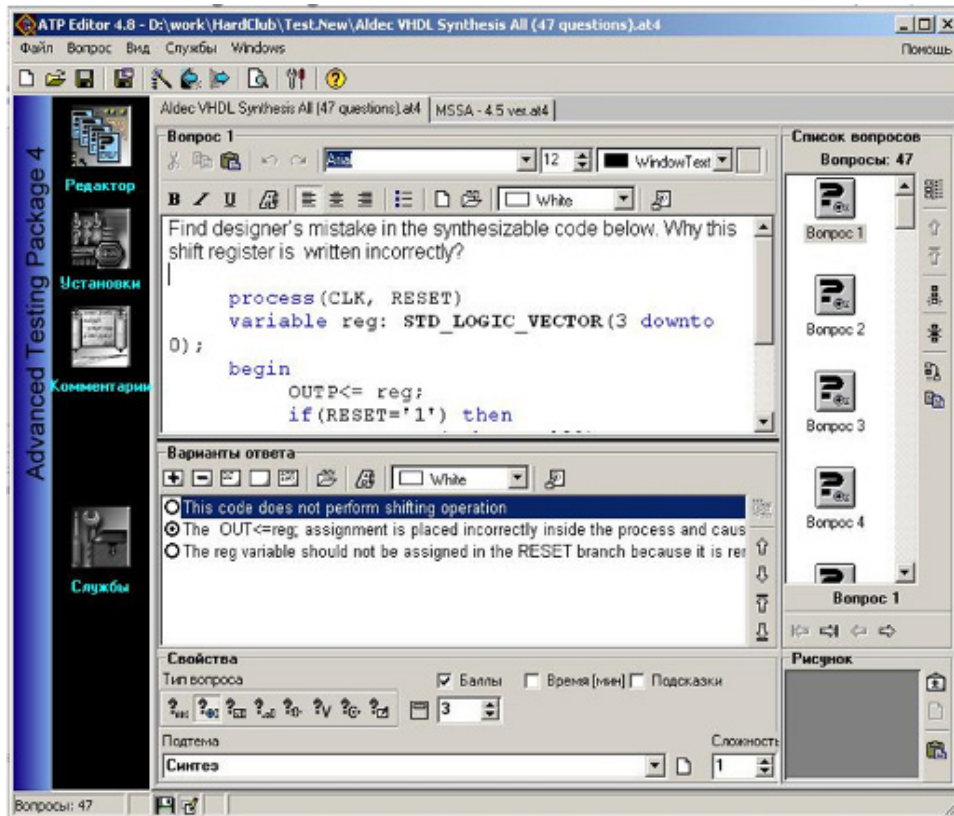 ATP Editor 4.8 - D:\work\HardClub\Test.New\Aldec VHDL Synthesis All (47 questions).at4
Файл Вопрос Вид Службы Windows Помощь
Advanced Testing Package 4
Редактор
Установки
Комментарии
Службы
Aldec VHDL Synthesis All (47 questions).at4 MSSA - 4.5 ver.at4
Вопрос 1
Arial 12 WindowText
B I U White
Find designer's mistake in the synthesizable code below. Why this
shift register is written incorrectly?
process(CLK, RESET)
variable reg: STD_LOGIC_VECTOR(3 downto
0);
begin
OUTP<= reg;
if(RESET='1') then
Варианты ответа
White
This code does not perform shifting operation
The OUT<=reg; assignment is placed incorrectly inside the process and caus
The reg variable should not be assigned in the RESET branch because it is rer
Свойства
Тип вопроса Баллы Время [мин] Подсказки
3
Подтема Сложность
Синтез 1
Список вопросов
Вопросы: 47
Вопрос 1
Вопрос 2
Вопрос 3
Вопрос 4
Вопрос 1
Рисунок
Вопросы: 47